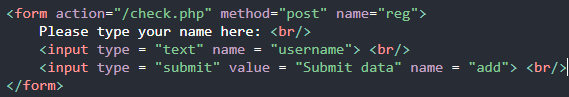 <form action="/check.php" method="post" name="reg">
Please type your name here: <br/>
<input type = "text" name = "username"> <br/>
<input type = "submit" value = "Submit data" name = "add"> <br/>
</form>